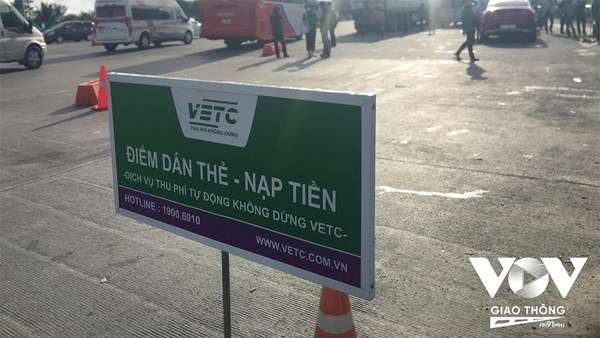 VETC
THU PHÍ KHÔNG DỪNG
ĐIỂM DÁN THẺ - NẠP TIỀN
-DỊCH VỤ THU PHÍ TỰ ĐỘNG KHÔNG DỪNG VETC-
HOTLINE : 1900.6010
WWW.VETC.COM.VN
VOV
GIAO THÔNG
FM91MHz